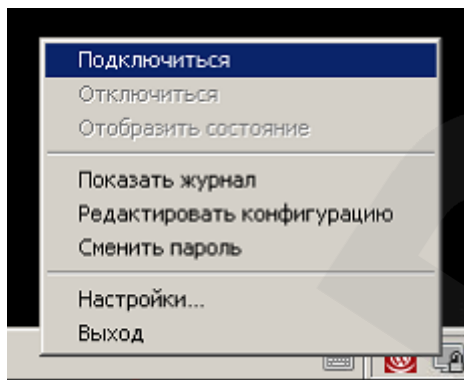 Подключиться
Отключиться
Отобразить состояние
Показать журнал
Редактировать конфигурацию
Сменить пароль
Настройки...
Выход